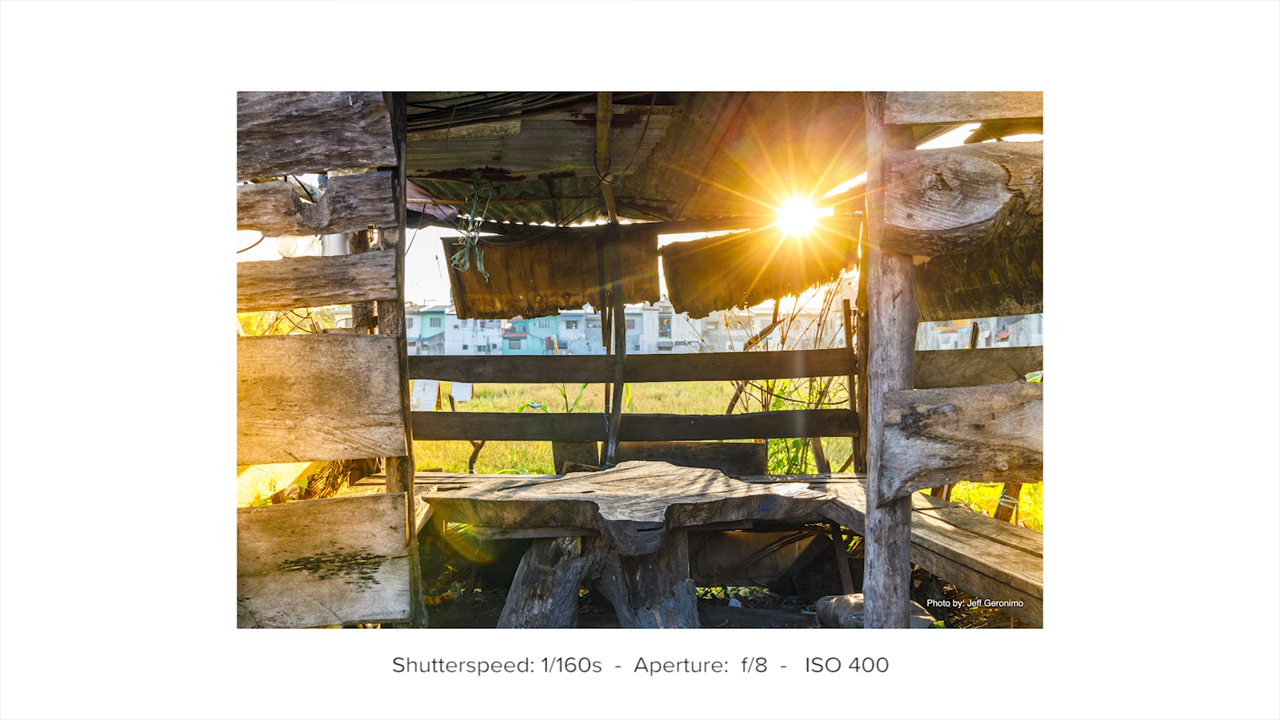 Photo by: Jeff Geronimo
Shutterspeed: 1/160s - Aperture: f/8 - ISO 400